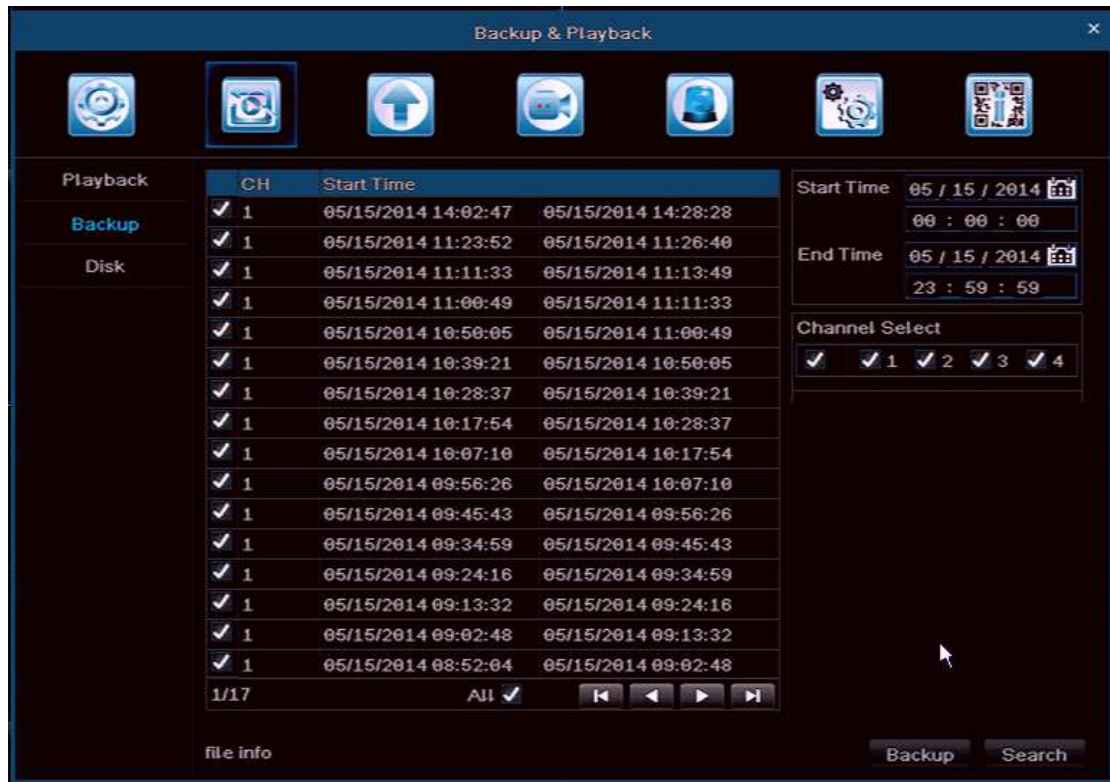 Backup & Playback
Playback
Backup
Disk
CH Start Time
1 05/15/2014 14:02:47 05/15/2014 14:28:28
1 05/15/2014 11:23:52 05/15/2014 11:26:40
1 05/15/2014 11:11:33 05/15/2014 11:13:49
1 05/15/2014 11:00:49 05/15/2014 11:11:33
1 05/15/2014 10:50:05 05/15/2014 11:00:49
1 05/15/2014 10:39:21 05/15/2014 10:50:05
1 05/15/2014 10:28:37 05/15/2014 10:39:21
1 05/15/2014 10:17:54 05/15/2014 10:28:37
1 05/15/2014 10:07:10 05/15/2014 10:17:54
1 05/15/2014 09:56:26 05/15/2014 10:07:10
1 05/15/2014 09:45:43 05/15/2014 09:56:26
1 05/15/2014 09:34:59 05/15/2014 09:45:43
1 05/15/2014 09:24:16 05/15/2014 09:34:59
1 05/15/2014 09:13:32 05/15/2014 09:24:16
1 05/15/2014 09:02:48 05/15/2014 09:13:32
1 05/15/2014 08:52:04 05/15/2014 09:02:48
1/17 All
file info
Start Time 05 / 15 / 2014
00 : 00 : 00
End Time 05 / 15 / 2014
23 : 59 : 59
Channel Select
1 2 3 4
Backup Search